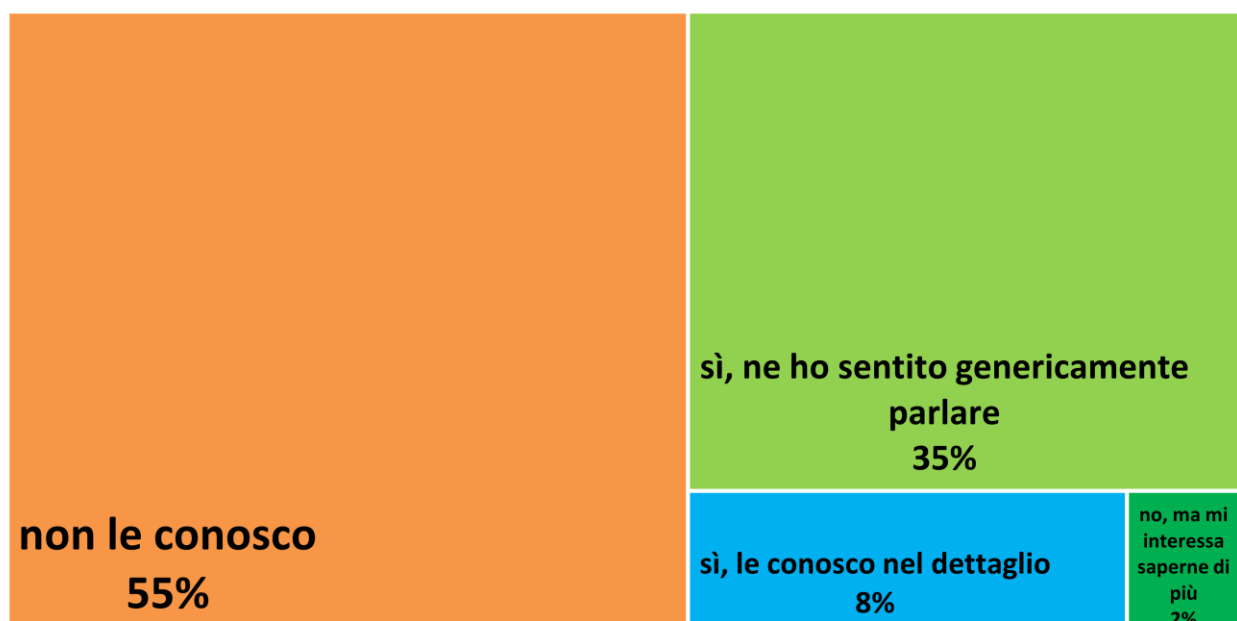 non le conosco
55%
sì, ne ho sentito genericamente
parlare
35%
sì, le conosco nel dettaglio
8%
no, ma mi
interessa
saperne di
più
2%